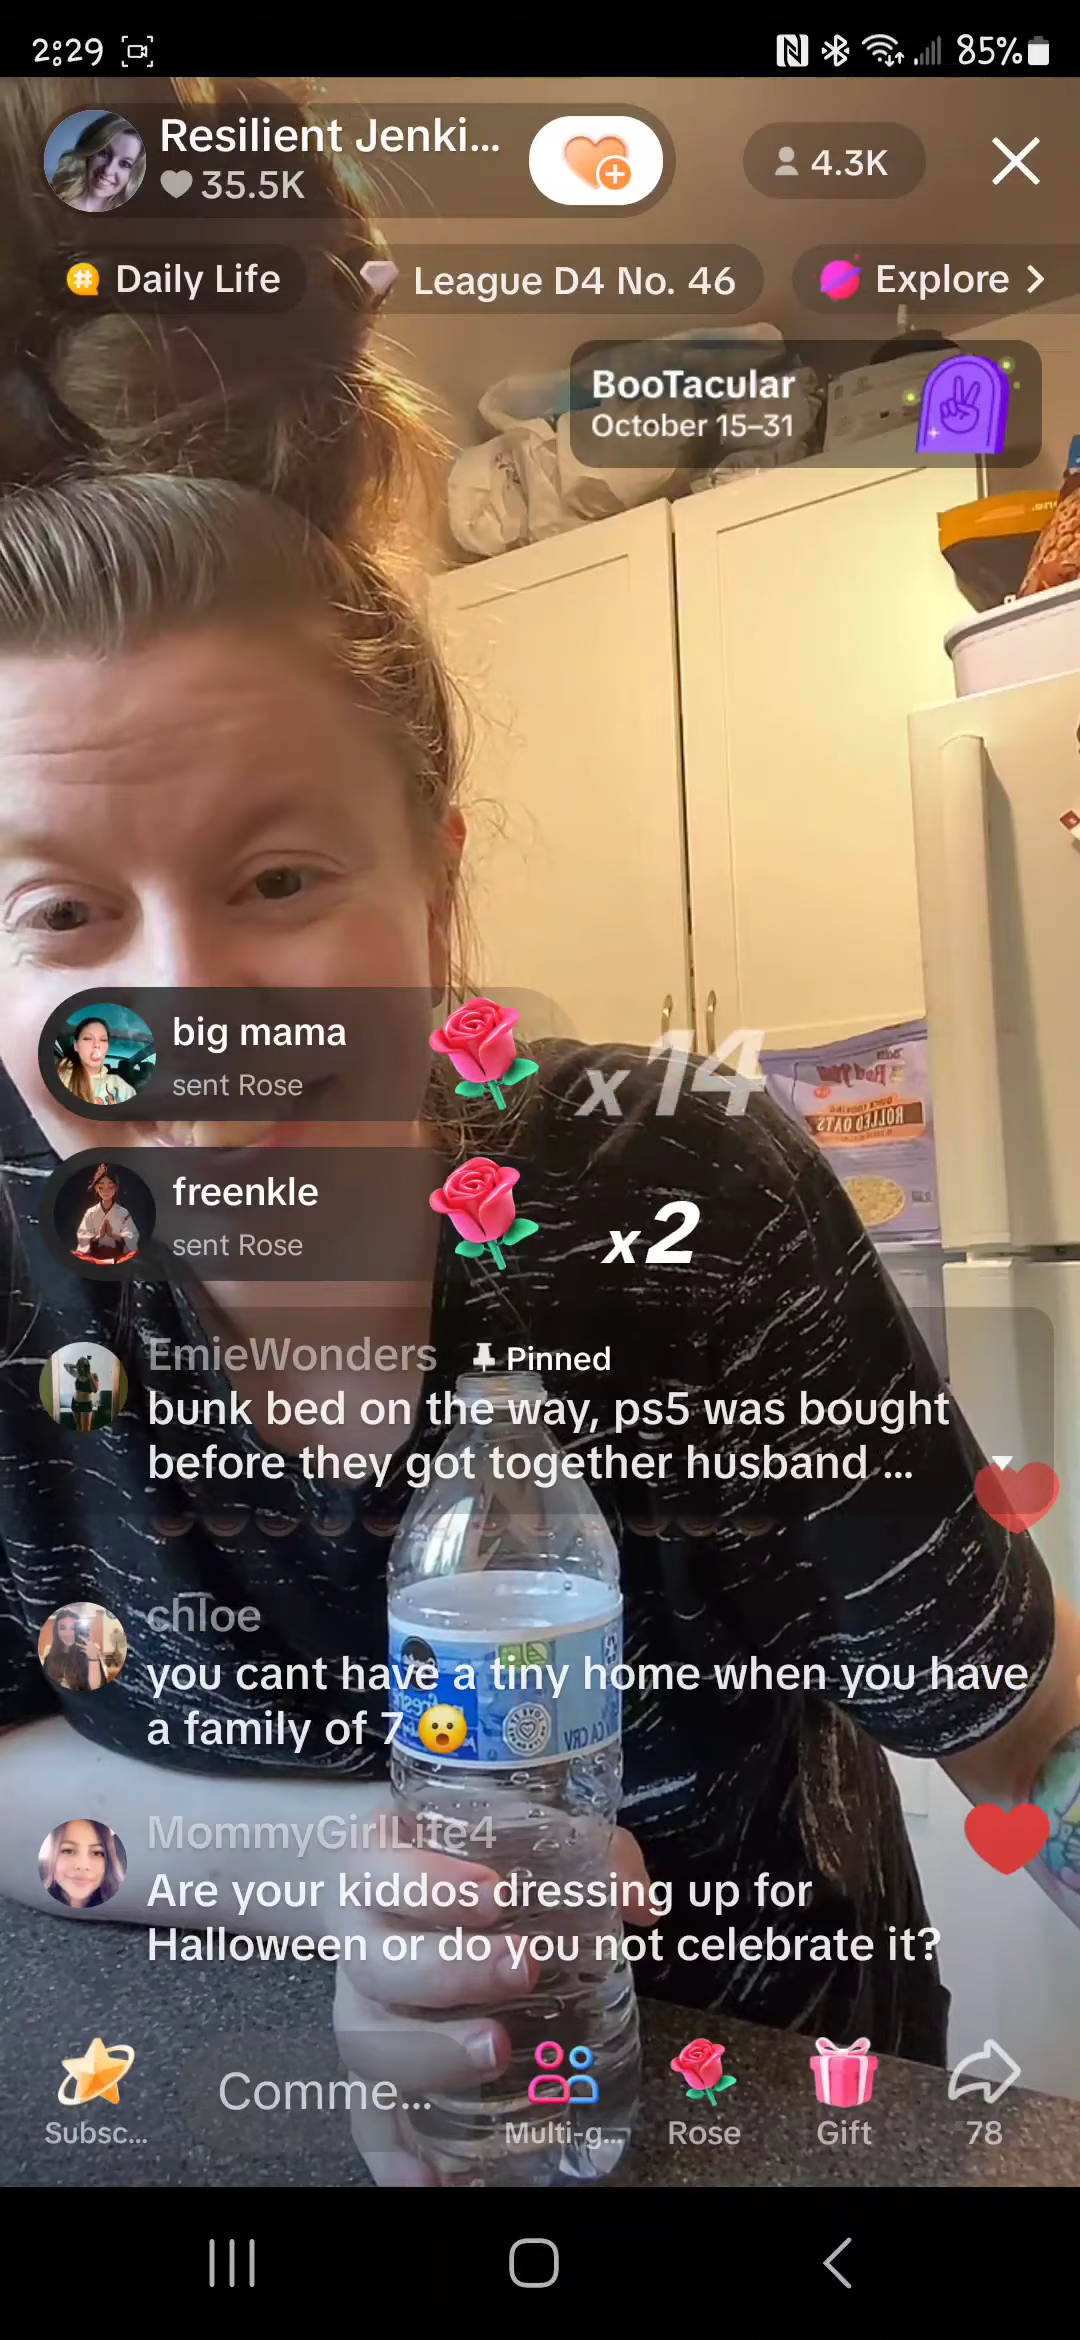 2:29
85%
Resilient Jenki...
35.5K
4.3K
Daily Life
League D4 No. 46
Explore >
BooTacular
October 15–31
big mama
sent Rose
x14
ROLLED OATS
freenkle
sent Rose
x2
EmieWonders Pinned
bunk bed on the way, ps5 was bought
before they got together husband ...
chloe
you cant have a tiny home when you have
a family of 7 😮
CA CRV
MommyGirlLife4
Are your kiddos dressing up for
Halloween or do you not celebrate it?
Subsc...
Comme...
Multi-g...
Rose
Gift
78